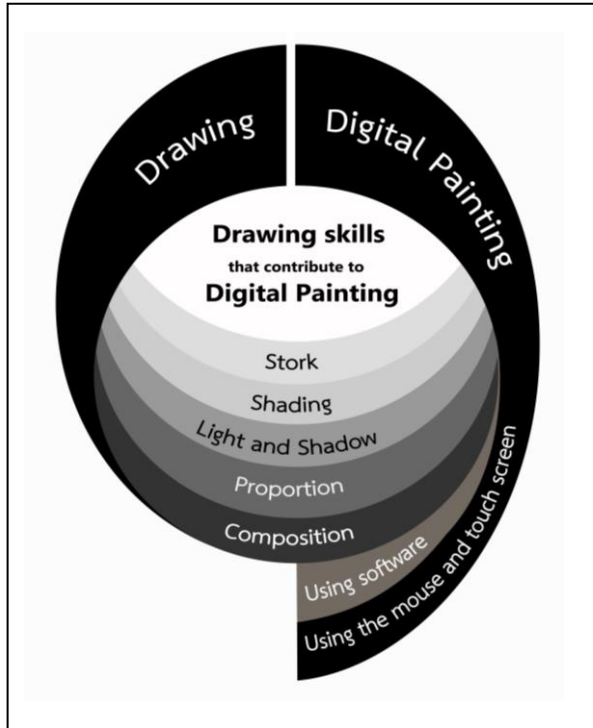 Drawing
Digital Painting
Drawing skills
that contribute to
Digital Painting
Stork
Shading
Light and Shadow
Proportion
Composition
Using software
Using the mouse and touch screen